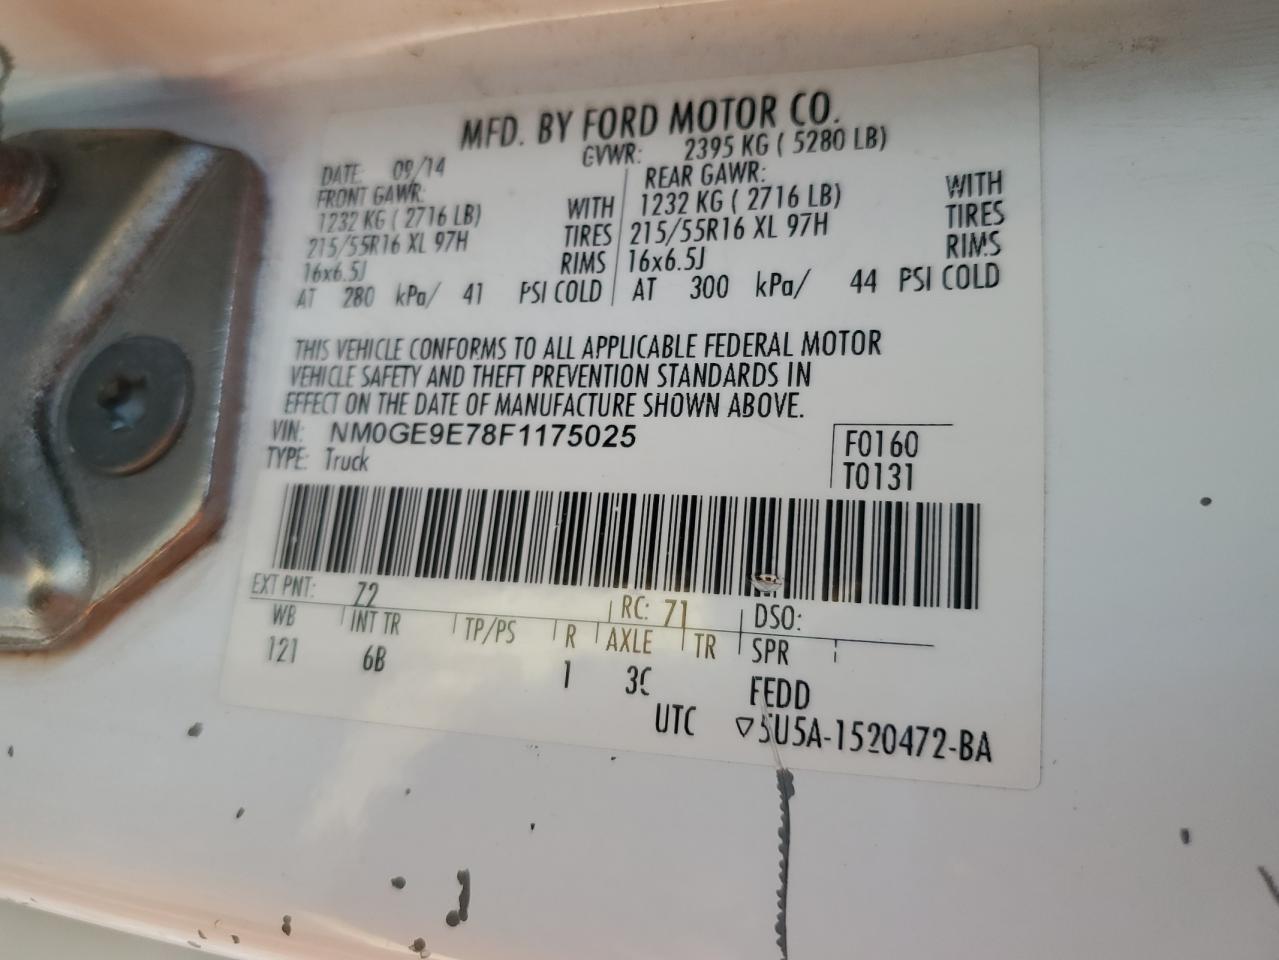 MFD. BY FORD MOTOR CO.
DATE: 09/14 GVWR: 2395 KG ( 5280 LB)
FRONT GAWR: REAR GAWR:
1232 KG ( 2716 LB) WITH 1232 KG ( 2716 LB) WITH
215/55R16 XL 97H TIRES 215/55R16 XL 97H TIRES
16x6.5J RIMS 16x6.5J RIMS
AT 280 kPa/ 41 PSI COLD AT 300 kPa/ 44 PSI COLD
THIS VEHICLE CONFORMS TO ALL APPLICABLE FEDERAL MOTOR
VEHICLE SAFETY AND THEFT PREVENTION STANDARDS IN
EFFECT ON THE DATE OF MANUFACTURE SHOWN ABOVE.
VIN: NM0GE9E78F1175025 F0160
TYPE: Truck T0131
EXT PNT: Z2 RC: 71 DSO:
WB INT TR TP/PS R AXLE TR SPR
121 6B 1 3C FEDD
UTC ▽5U5A-1520472-BA